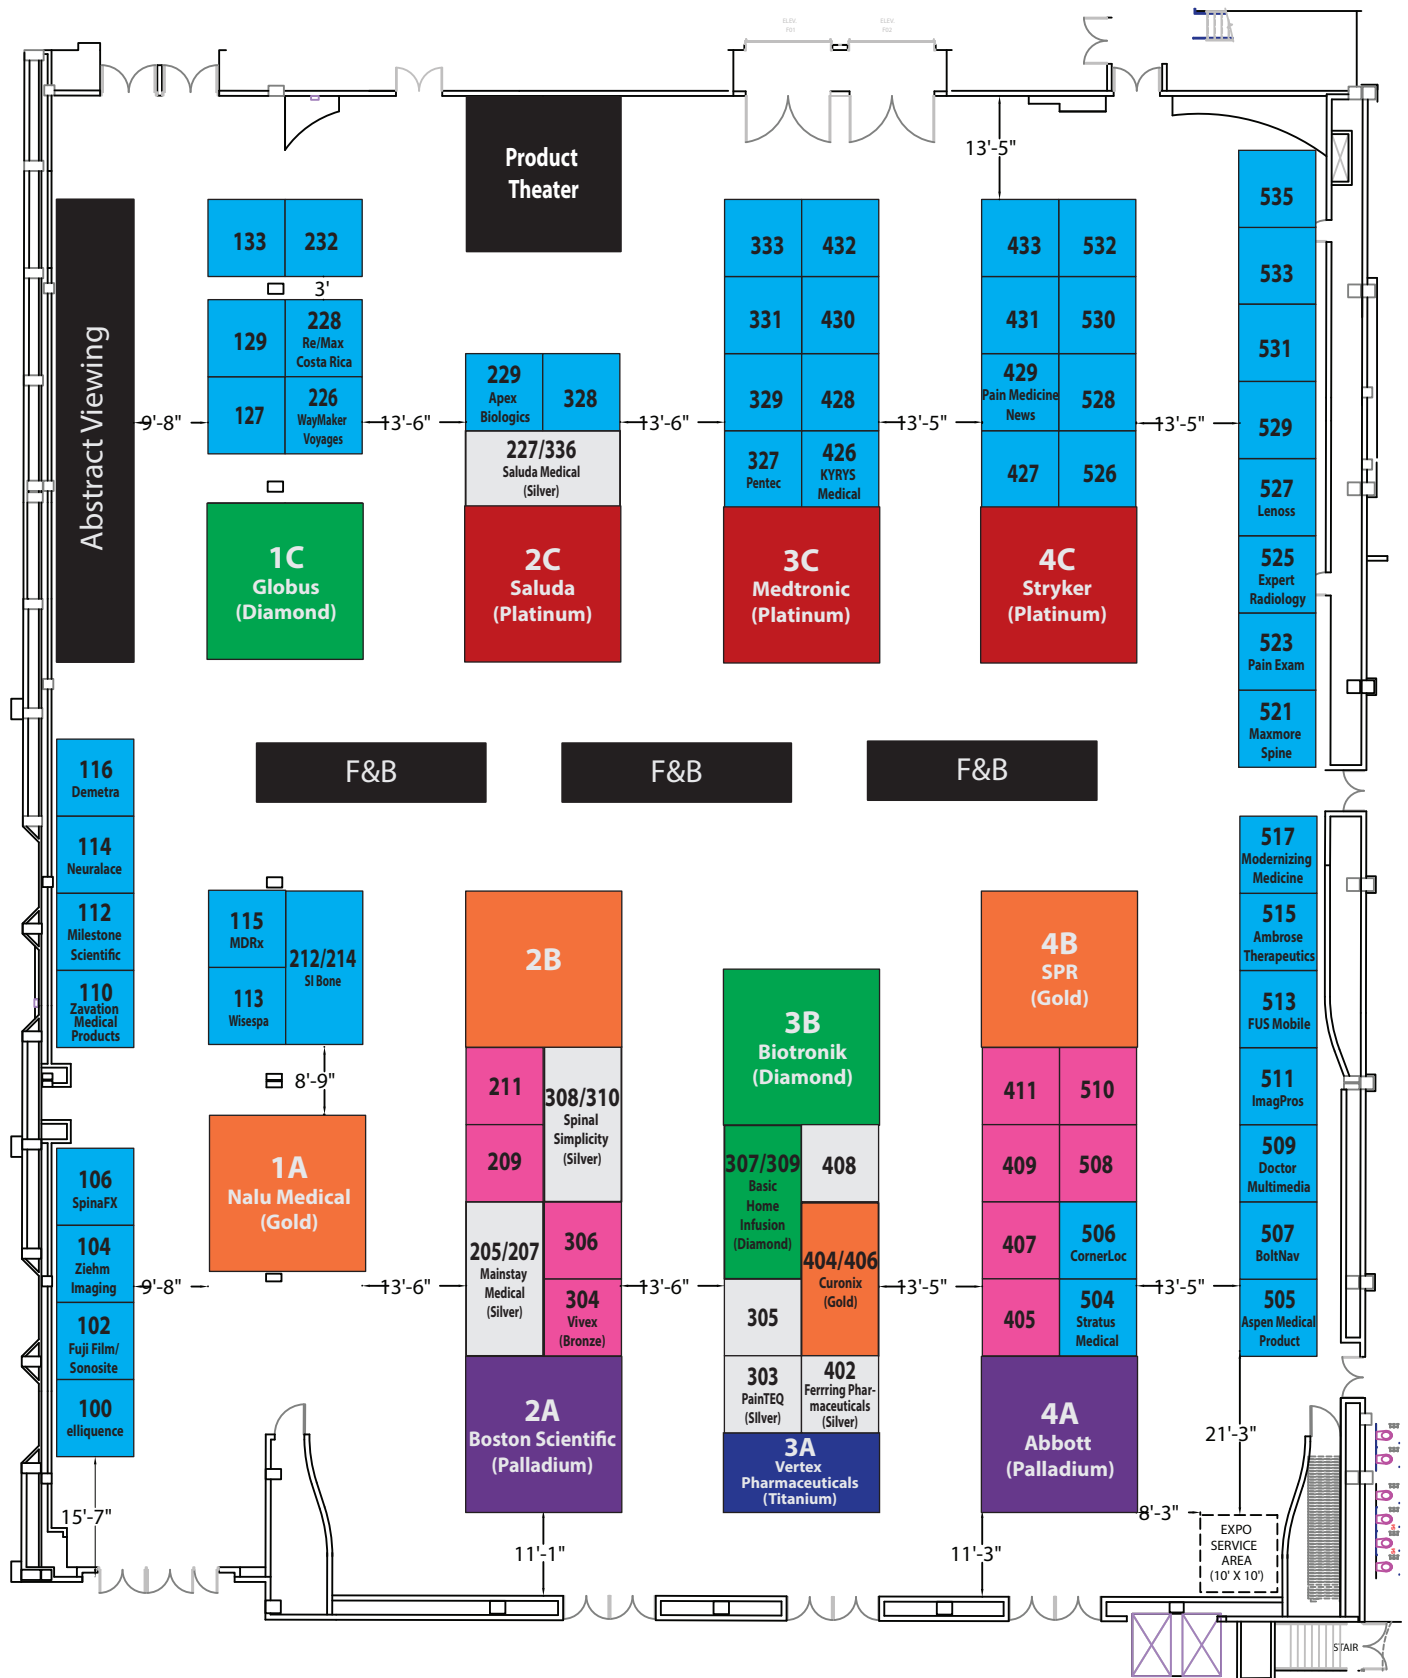 ELEV.
F01
ELEV.
F02
13'-5"
Product
Theater
Abstract Viewing
133
232
3'
129
228
Re/Max
Costa Rica
127
226
WayMaker
Voyages
9'-8"
13'-6"
229
Apex
Biologics
328
227/336
Saluda Medical
(Silver)
13'-6"
333
432
331
430
329
428
327
Pentec
426
KYRYS
Medical
13'-5"
433
532
431
530
429
Pain Medicine
News
528
427
526
13'-5"
535
533
531
529
527
Lenoss
525
Expert
Radiology
523
Pain Exam
521
Maxmore
Spine
1C
Globus
(Diamond)
2C
Saluda
(Platinum)
3C
Medtronic
(Platinum)
4C
Stryker
(Platinum)
F&B
F&B
F&B
116
Demetra
114
Neuralace
112
Milestone
Scientific
110
Zavation
Medical
Products
115
MDRx
113
Wisespa
212/214
SI Bone
8'-9"
1A
Nalu Medical
(Gold)
106
SpinaFX
104
Ziehm
Imaging
102
Fuji Film/
Sonosite
100
elliquence
9'-8"
15'-7"
13'-6"
2B
211
209
308/310
Spinal
Simplicity
(Silver)
205/207
Mainstay
Medical
(Silver)
306
304
Vivex
(Bronze)
2A
Boston Scientific
(Palladium)
11'-1"
13'-6"
3B
Biotronik
(Diamond)
307/309
Basic
Home
Infusion
(Diamond)
408
404/406
Curonix
(Gold)
305
303
PainTEQ
(SIlver)
402
Ferrring Phar-
maceuticals
(Silver)
3A
Vertex
Pharmaceuticals
(Titanium)
13'-5"
4B
SPR
(Gold)
411
510
409
508
407
506
CornerLoc
405
504
Stratus
Medical
4A
Abbott
(Palladium)
11'-3"
13'-5"
517
Modernizing
Medicine
515
Ambrose
Therapeutics
513
FUS Mobile
511
ImagPros
509
Doctor
Multimedia
507
BoltNav
505
Aspen Medical
Product
21'-3"
8'-3"
EXPO
SERVICE
AREA
(10' X 10')
STAIR